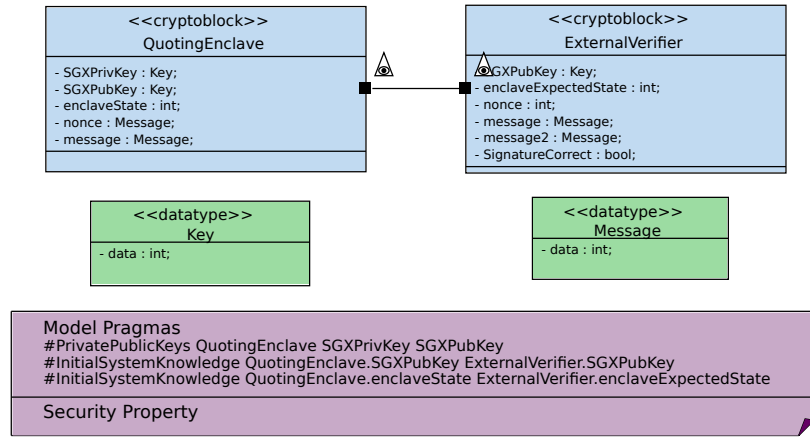 <<cryptoblock>>
QuotingEnclave
- SGXPrivKey : Key;
- SGXPubKey : Key;
- enclaveState : int;
- nonce : Message;
- message : Message;
<<cryptoblock>>
ExternalVerifier
GXPubKey : Key;
- enclaveExpectedState : int;
- nonce : int;
- message : Message;
- message2 : Message;
- SignatureCorrect : bool;
<<datatype>>
Key
- data : int;
<<datatype>>
Message
- data : int;
Model Pragmas
#PrivatePublicKeys QuotingEnclave SGXPrivKey SGXPubKey
#InitialSystemKnowledge QuotingEnclave.SGXPubKey ExternalVerifier.SGXPubKey
#InitialSystemKnowledge QuotingEnclave.enclaveState ExternalVerifier.enclaveExpectedState
Security Property